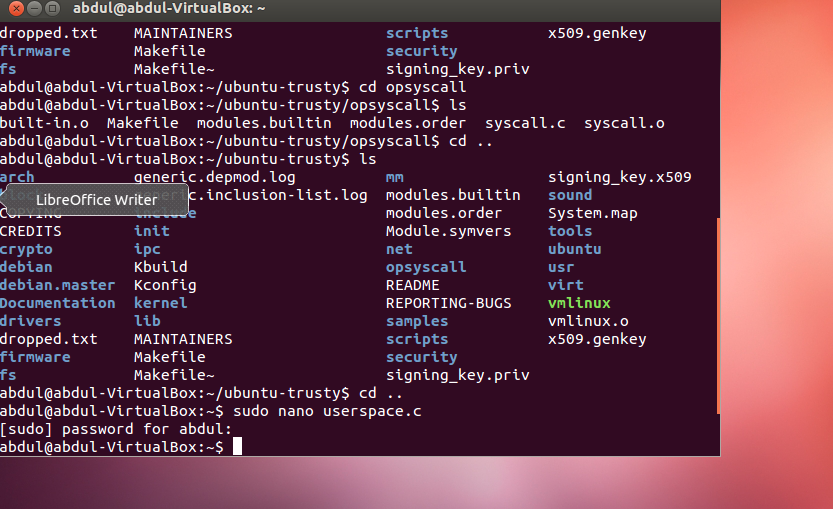 abdul@abdul-VirtualBox: ~
dropped.txt MAINTAINERS scripts x509.genkey
firmware Makefile security
fs Makefile~ signing_key.priv
abdul@abdul-VirtualBox:~/ubuntu-trusty$ cd opsyscall
abdul@abdul-VirtualBox:~/ubuntu-trusty/opsyscall$ ls
built-in.o Makefile modules.builtin modules.order syscall.c syscall.o
abdul@abdul-VirtualBox:~/ubuntu-trusty/opsyscall$ cd ..
abdul@abdul-VirtualBox:~/ubuntu-trusty$ ls
arch generic.depmod.log mm signing_key.x509
block generic.inclusion-list.log modules.builtin sound
LibreOffice Writer
COPYING include modules.order System.map
CREDITS init Module.symvers tools
crypto ipc net ubuntu
debian Kbuild opsyscall usr
debian.master Kconfig README virt
Documentation kernel REPORTING-BUGS vmlinux
drivers lib samples vmlinux.o
dropped.txt MAINTAINERS scripts x509.genkey
firmware Makefile security
fs Makefile~ signing_key.priv
abdul@abdul-VirtualBox:~/ubuntu-trusty$ cd ..
abdul@abdul-VirtualBox:~$ sudo nano userspace.c
[sudo] password for abdul:
abdul@abdul-VirtualBox:~$